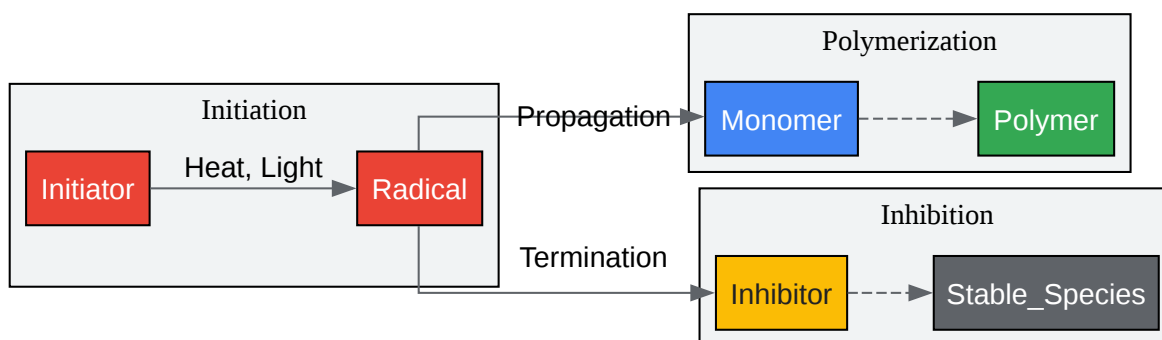 Polymerization
Initiation
Propagation
Monomer
Polymer
Initiator
Heat, Light
Radical
Inhibition
Termination
Inhibitor
Stable_Species